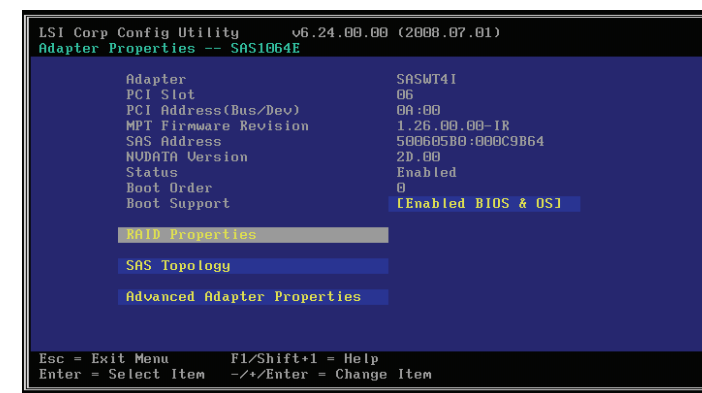 LSI Corp Config Utility v6.24.00.00 (2008.07.01)
Adapter Properties -- SAS1064E
Adapter SASWT4I
PCI Slot 06
PCI Address(Bus/Dev) 0A:00
MPT Firmware Revision 1.26.00.00-IR
SAS Address 500605B0:000C9B64
NVDATA Version 2D.00
Status Enabled
Boot Order 0
Boot Support [Enabled BIOS & OS]
RAID Properties
SAS Topology
Advanced Adapter Properties
Esc = Exit Menu F1/Shift+1 = Help
Enter = Select Item -/+/Enter = Change Item